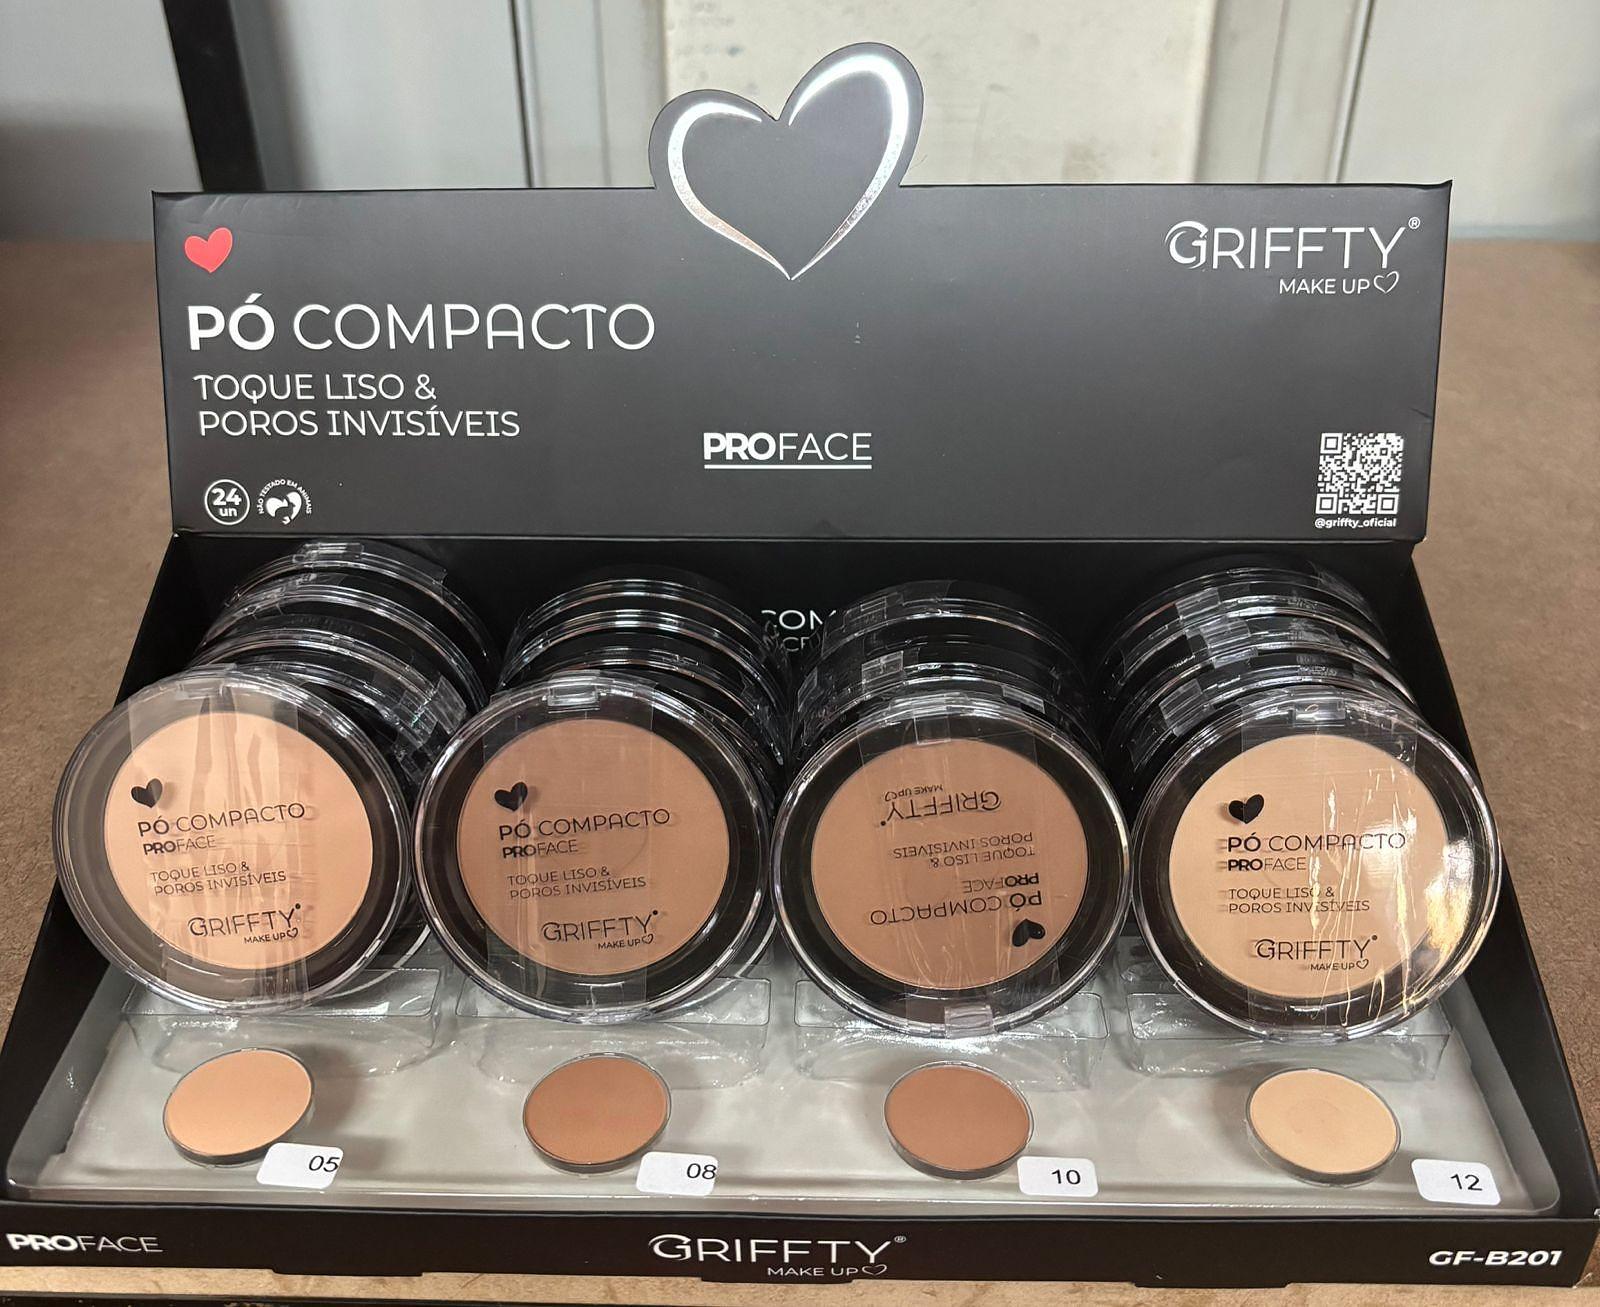 PÓ COMPACTO
TOQUE LISO &
POROS INVISÍVEIS
24
un
NÃO TESTADO EM ANIMAIS
PROFACE
GRIFFTY®
MAKE UP
@griffty_oficial
PÓ COMPACTO
PROFACE
TOQUE LISO &
POROS INVISÍVEIS
GRIFFTY
MAKE UP
PÓ COMPACTO
PROFACE
TOQUE LISO &
POROS INVISÍVEIS
GRIFFTY
MAKE UP
PÓ COMPACTO
PROFACE
TOQUE LISO &
POROS INVISÍVEIS
GRIFFTY
MAKE UP
PÓ COMPACTO
PROFACE
TOQUE LISO &
POROS INVISÍVEIS
GRIFFTY
MAKE UP
05
08
10
12
PROFACE
GRIFFTY®
MAKE UP
GF-B201